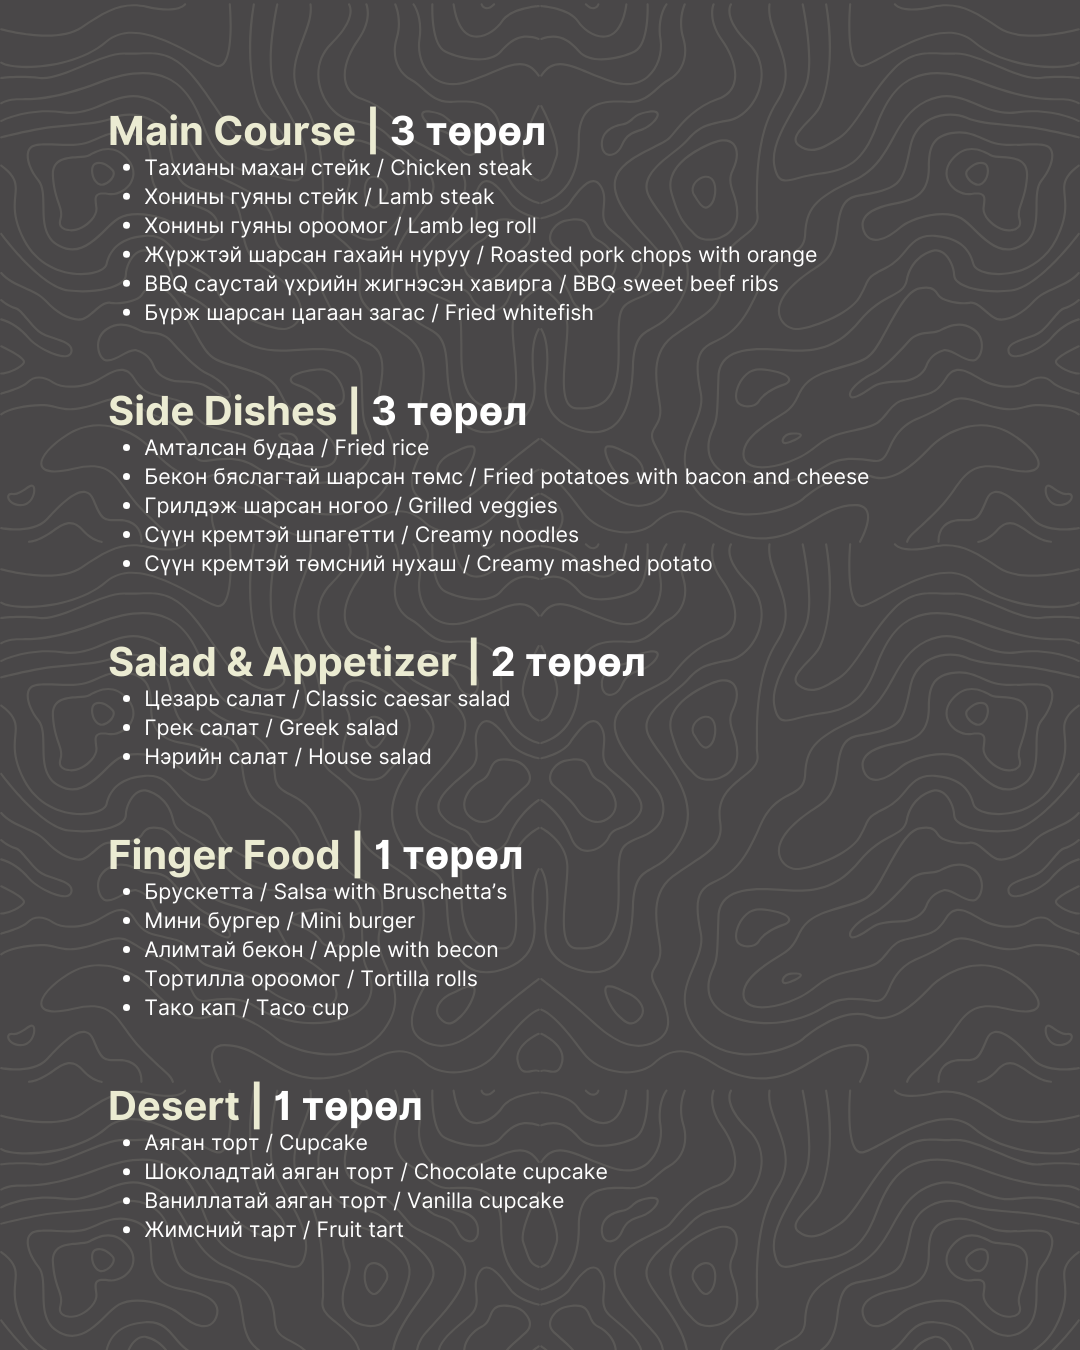 Main Course | 3 төрөл
• Тахианы махан стейк / Chicken steak
• Хонины гуяны стейк / Lamb steak
• Хонины гуяны ороомог / Lamb leg roll
• Жүржтэй шарсан гахайн нуруу / Roasted pork chops with orange
• BBQ саустай үхрийн жигнэсэн хавирга / BBQ sweet beef ribs
• Бүрж шарсан цагаан загас / Fried whitefish
Side Dishes | 3 төрөл
• Амталсан будаа / Fried rice
• Бекон бяслагтай шарсан төмс / Fried potatoes with bacon and cheese
• Грилдэж шарсан ногоо / Grilled veggies
• Сүүн кремтэй шпагетти / Creamy noodles
• Сүүн кремтэй төмсний нухаш / Creamy mashed potato
Salad & Appetizer | 2 төрөл
• Цезарь салат / Classic caesar salad
• Грек салат / Greek salad
• Нэрийн салат / House salad
Finger Food | 1 төрөл
• Брускетта / Salsa with Bruschetta’s
• Мини бургер / Mini burger
• Алимтай бекон / Apple with becon
• Тортилла ороомог / Tortilla rolls
• Тако кап / Taco cup
Desert | 1 төрөл
• Аяган торт / Cupcake
• Шоколадтай аяган торт / Chocolate cupcake
• Ваниллатай аяган торт / Vanilla cupcake
• Жимсний тарт / Fruit tart